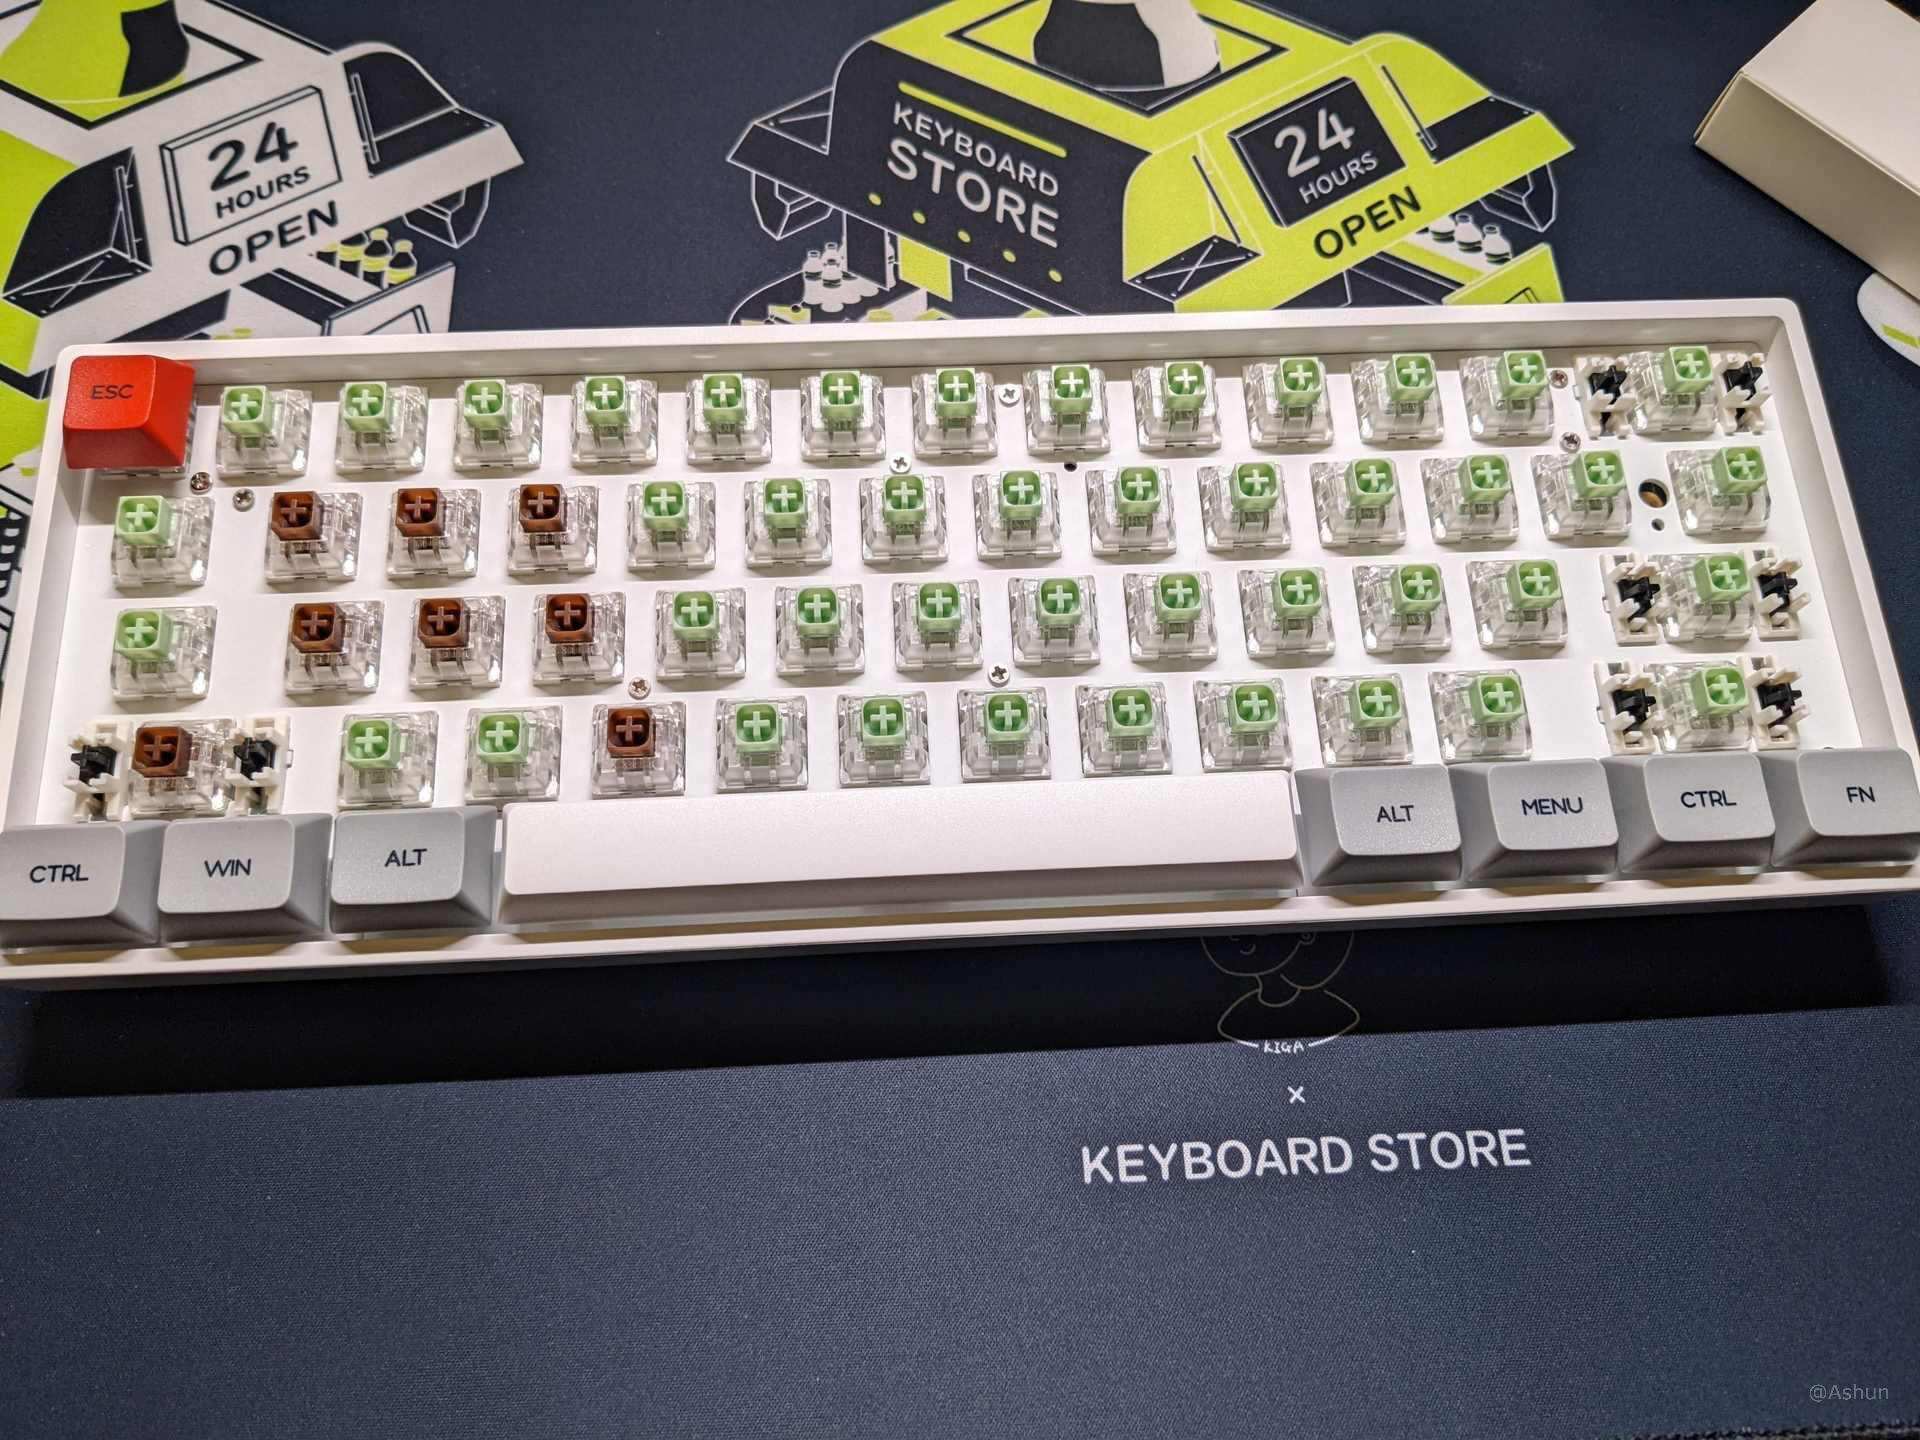 24
HOURS
OPEN
KEYBOARD
STORE
24
HOURS
OPEN
ESC
CTRL
WIN
ALT
ALT
MENU
CTRL
FN
KIGA
×
KEYBOARD STORE
@Ashun